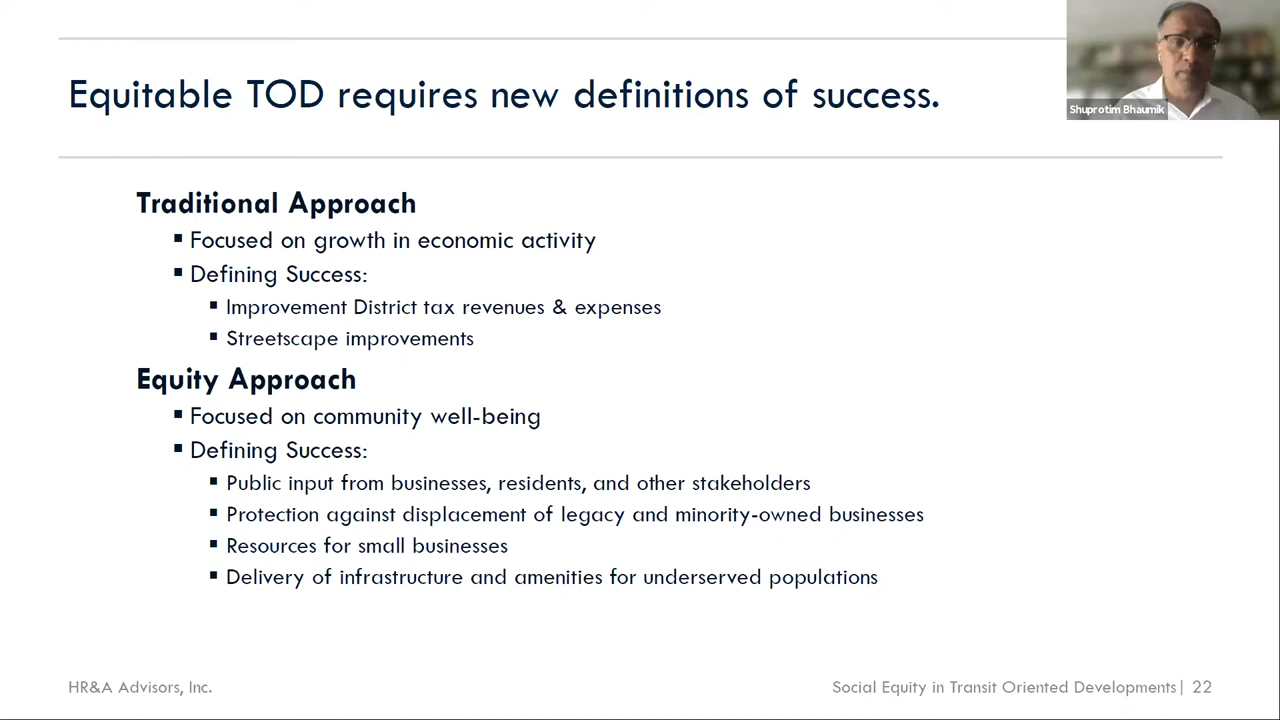 Equitable TOD requires new definitions of success.
Shuprotim Bhaumik
Traditional Approach
▪ Focused on growth in economic activity
▪ Defining Success:
▪ Improvement District tax revenues & expenses
▪ Streetscape improvements
Equity Approach
▪ Focused on community well-being
▪ Defining Success:
▪ Public input from businesses, residents, and other stakeholders
▪ Protection against displacement of legacy and minority-owned businesses
▪ Resources for small businesses
▪ Delivery of infrastructure and amenities for underserved populations
HR&A Advisors, Inc.
Social Equity in Transit Oriented Developments | 22